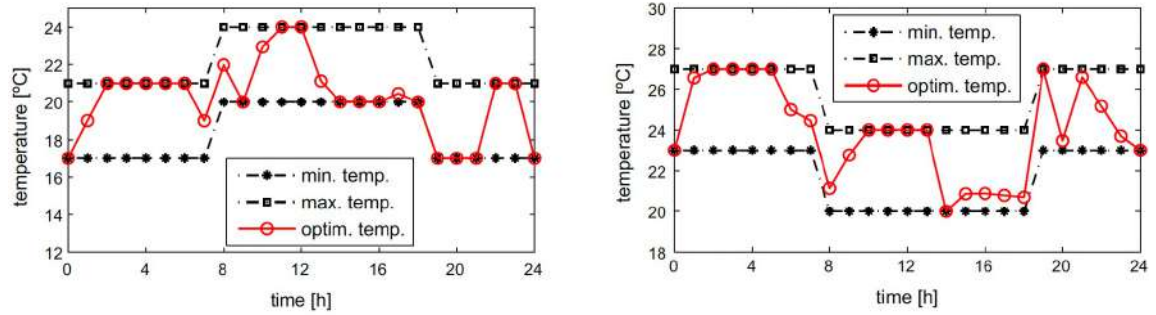 24
22
20
18
16
14
12
temperature [ºC]
min. temp.
max. temp.
optim. temp.
0 4 8 12 16 20 24
time [h]
30
28
26
24
22
20
18
temperature [ºC]
min. temp.
max. temp.
optim. temp.
0 4 8 12 16 20 24
time [h]